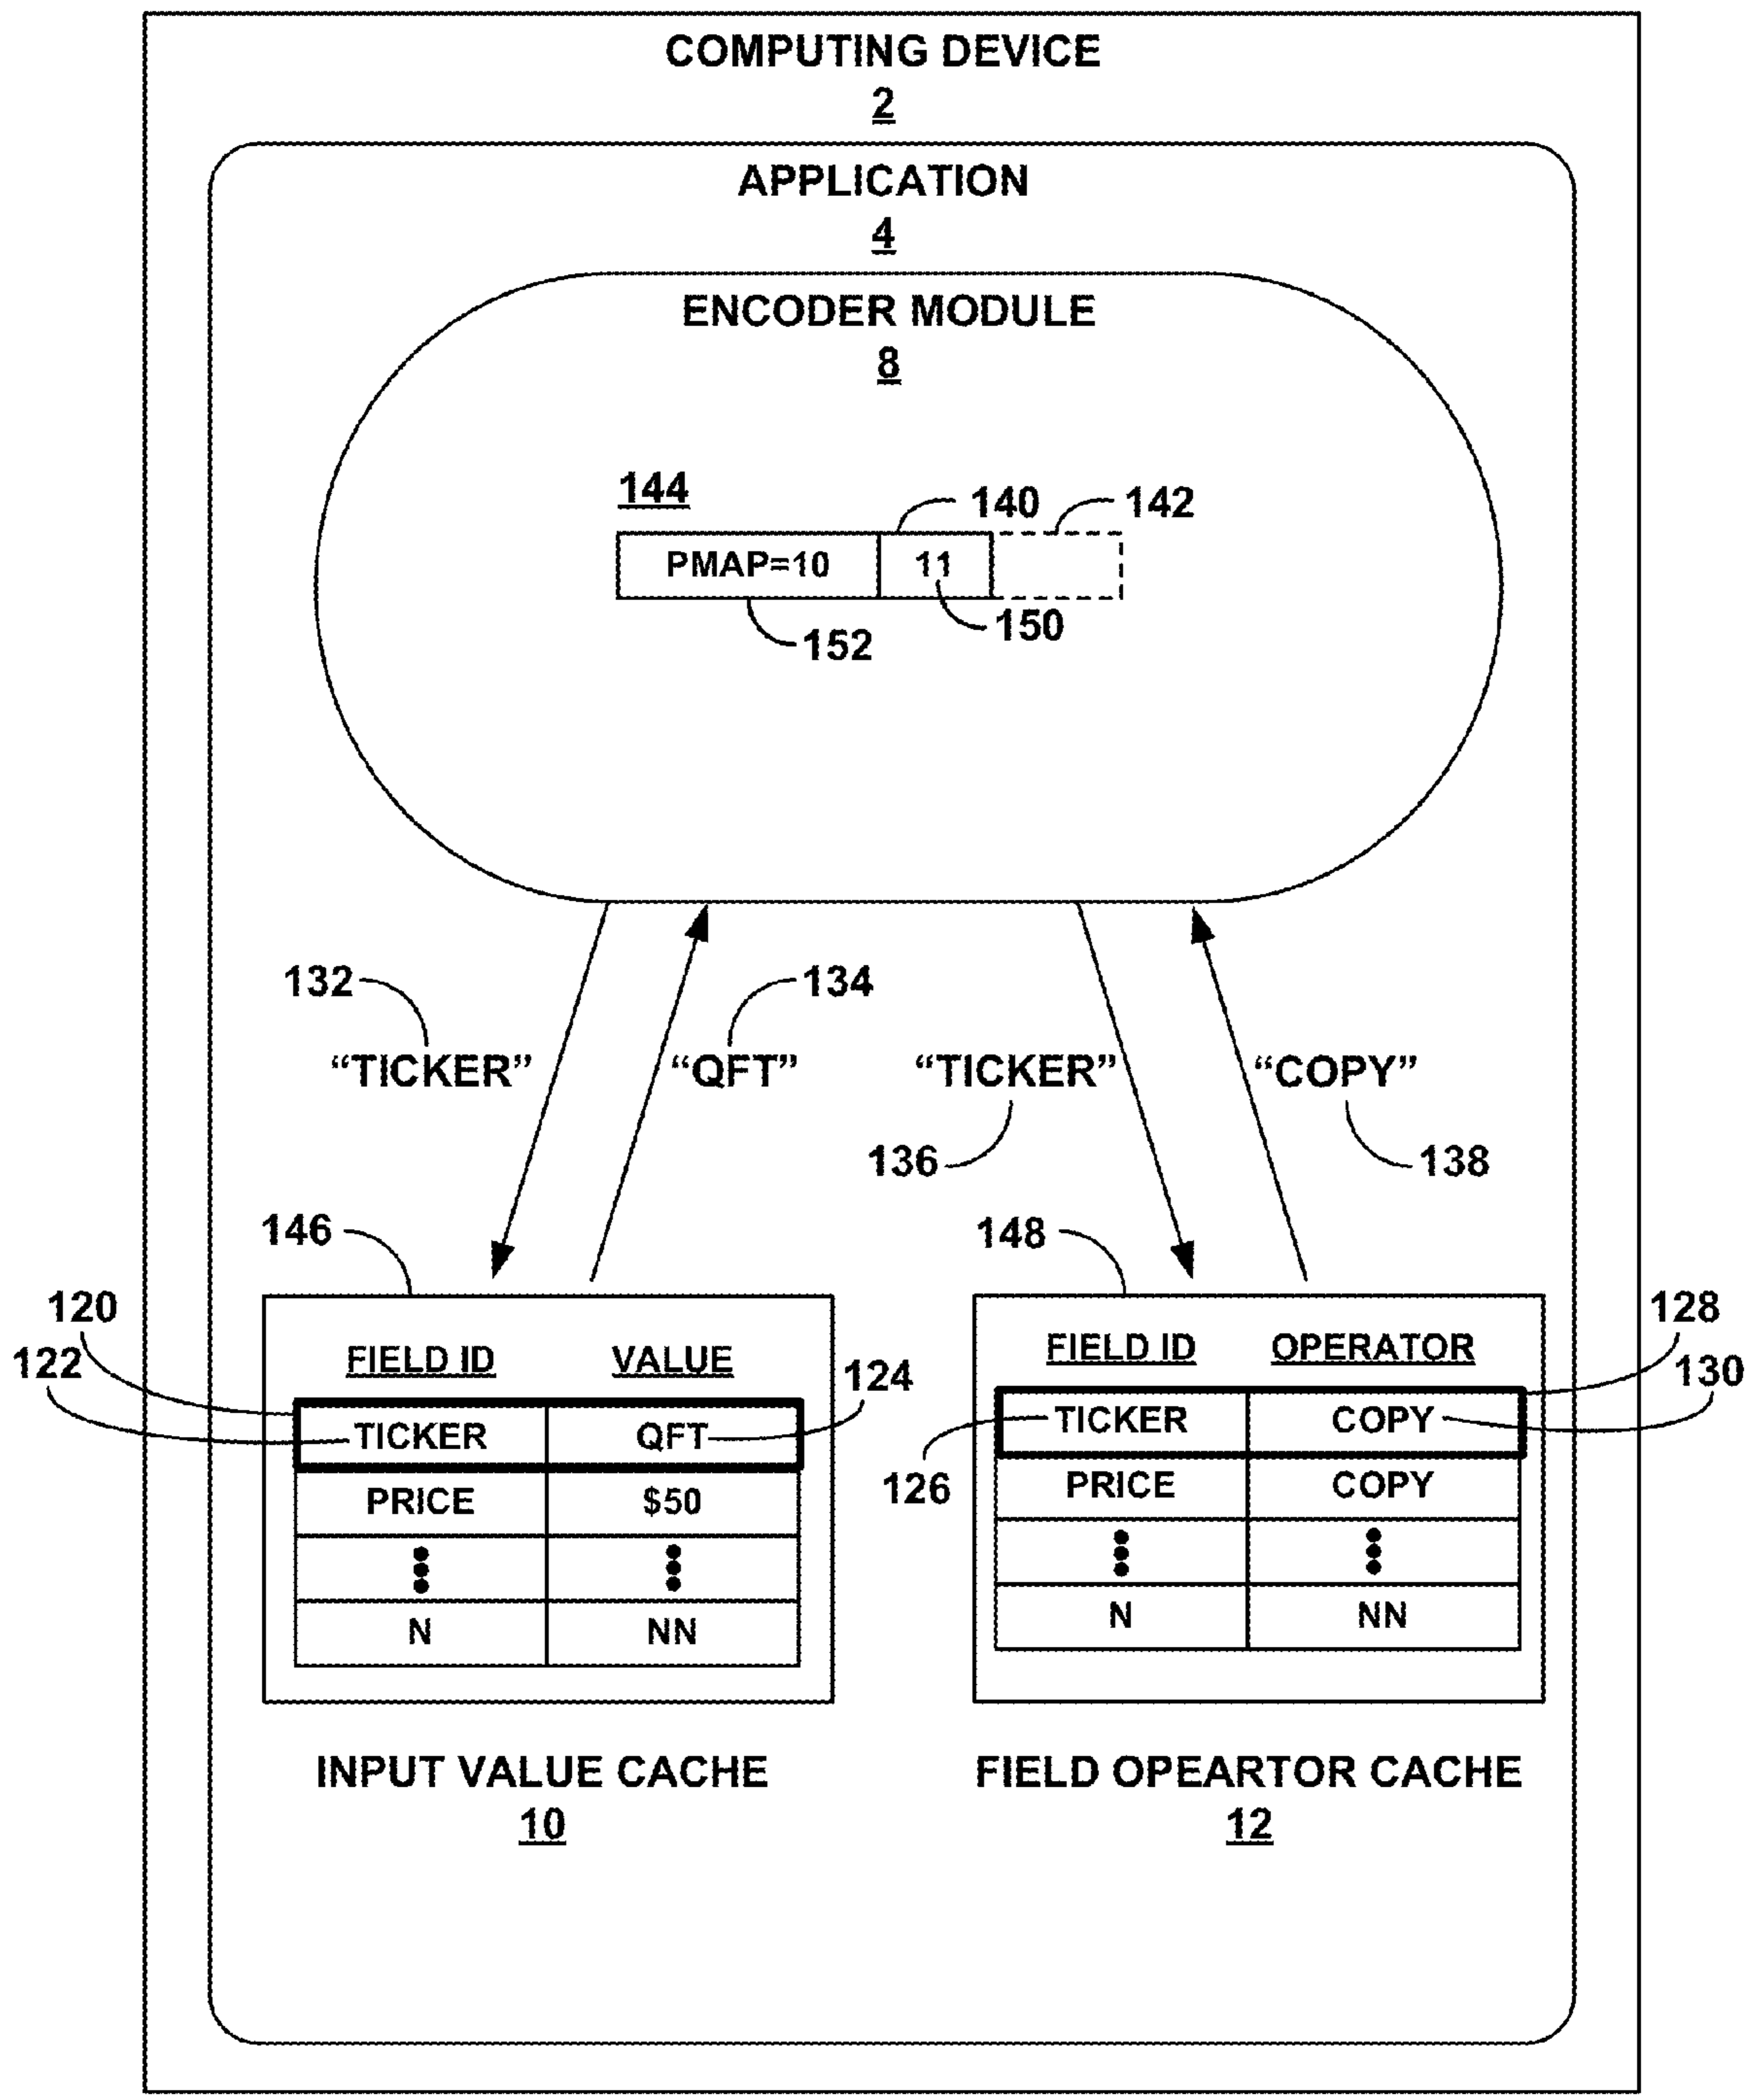 COMPUTING DEVICE
2
APPLICATION
4
ENCODER MODULE
8
144
140
142
PMAP=10
11
152
150
132
134
"TICKER"
"QFT"
"TICKER"
"COPY"
136
138
146
148
120
122
124
128
130
126
FIELD ID VALUE
TICKER QFT
PRICE $50
N NN
FIELD ID OPERATOR
TICKER COPY
PRICE COPY
N NN
INPUT VALUE CACHE
10
FIELD OPEARTOR CACHE
12